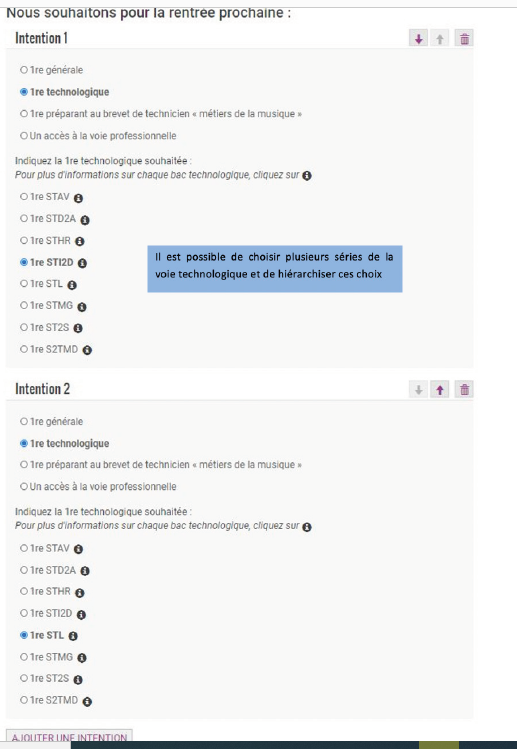 Nous souhaitons pour la rentrée prochaine :
Intention 1
1re générale
1re technologique
1re préparant au brevet de technicien « métiers de la musique »
Un accès à la voie professionnelle
Indiquez la 1re technologique souhaitée :
Pour plus d'informations sur chaque bac technologique, cliquez sur
1re STAV
1re STD2A
1re STHR
1re STI2D
1re STL
1re STMG
1re ST2S
1re S2TMD
Il est possible de choisir plusieurs séries de la
voie technologique et de hiérarchiser ces choix
Intention 2
1re générale
1re technologique
1re préparant au brevet de technicien « métiers de la musique »
Un accès à la voie professionnelle
Indiquez la 1re technologique souhaitée :
Pour plus d'informations sur chaque bac technologique, cliquez sur
1re STAV
1re STD2A
1re STHR
1re STI2D
1re STL
1re STMG
1re ST2S
1re S2TMD
AJOUTER UNE INTENTION